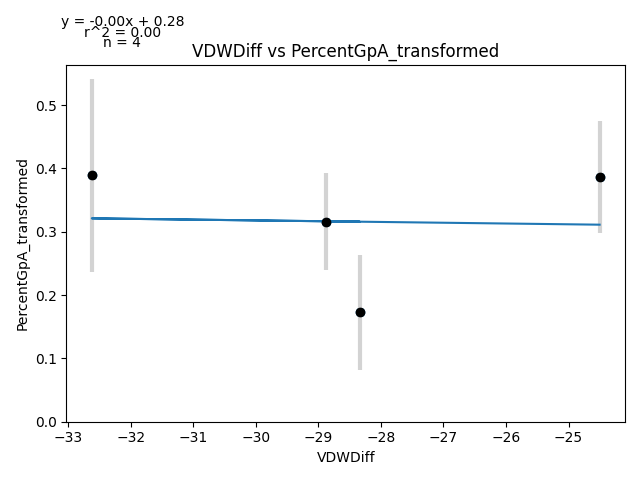 y = -0.00x + 0.28
r^2 = 0.00
n = 4
VDWDiff vs PercentGpA_transformed
PercentGpA_transformed
0.5
0.4
0.3
0.2
0.1
0.0
−33 −32 −31 −30 −29 −28 −27 −26 −25
VDWDiff